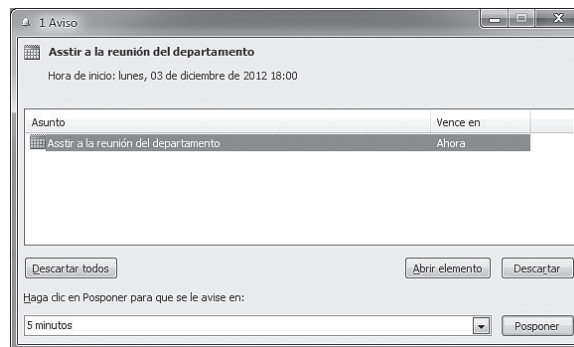 1 Aviso
Asstir a la reunión del departamento
Hora de inicio: lunes, 03 de diciembre de 2012 18:00
Asunto Vence en
Asstir a la reunión del departamento Ahora
Descartar todos Abrir elemento Descartar
Haga clic en Posponer para que se le avise en:
5 minutos Posponer